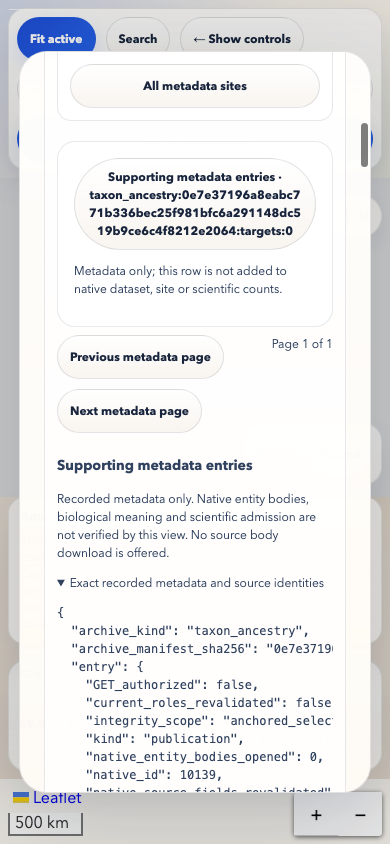 Fit active
Search
← Show controls
All metadata sites
Supporting metadata entries ·
taxon_ancestry:0e7e37196a8eabc7
71b336bec25f981bfc6a291148dc5
19b9ce6c4f8212e2064:targets:0
Metadata only; this row is not added to
native dataset, site or scientific counts.
Previous metadata page
Page 1 of 1
Next metadata page
Supporting metadata entries
Recorded metadata only. Native entity bodies,
biological meaning and scientific admission are
not verified by this view. No source body
download is offered.
▼ Exact recorded metadata and source identities
{
"archive_kind": "taxon_ancestry",
"archive_manifest_sha256": "0e7e3719
"entry": {
"GET_authorized": false,
"current_roles_revalidated": false
"integrity_scope": "anchored_selec
"kind": "publication",
"native_entity_bodies_opened": 0,
"native_id": 10139,
"native_source_fields_revalidated"
Leaflet
500 km
+
−